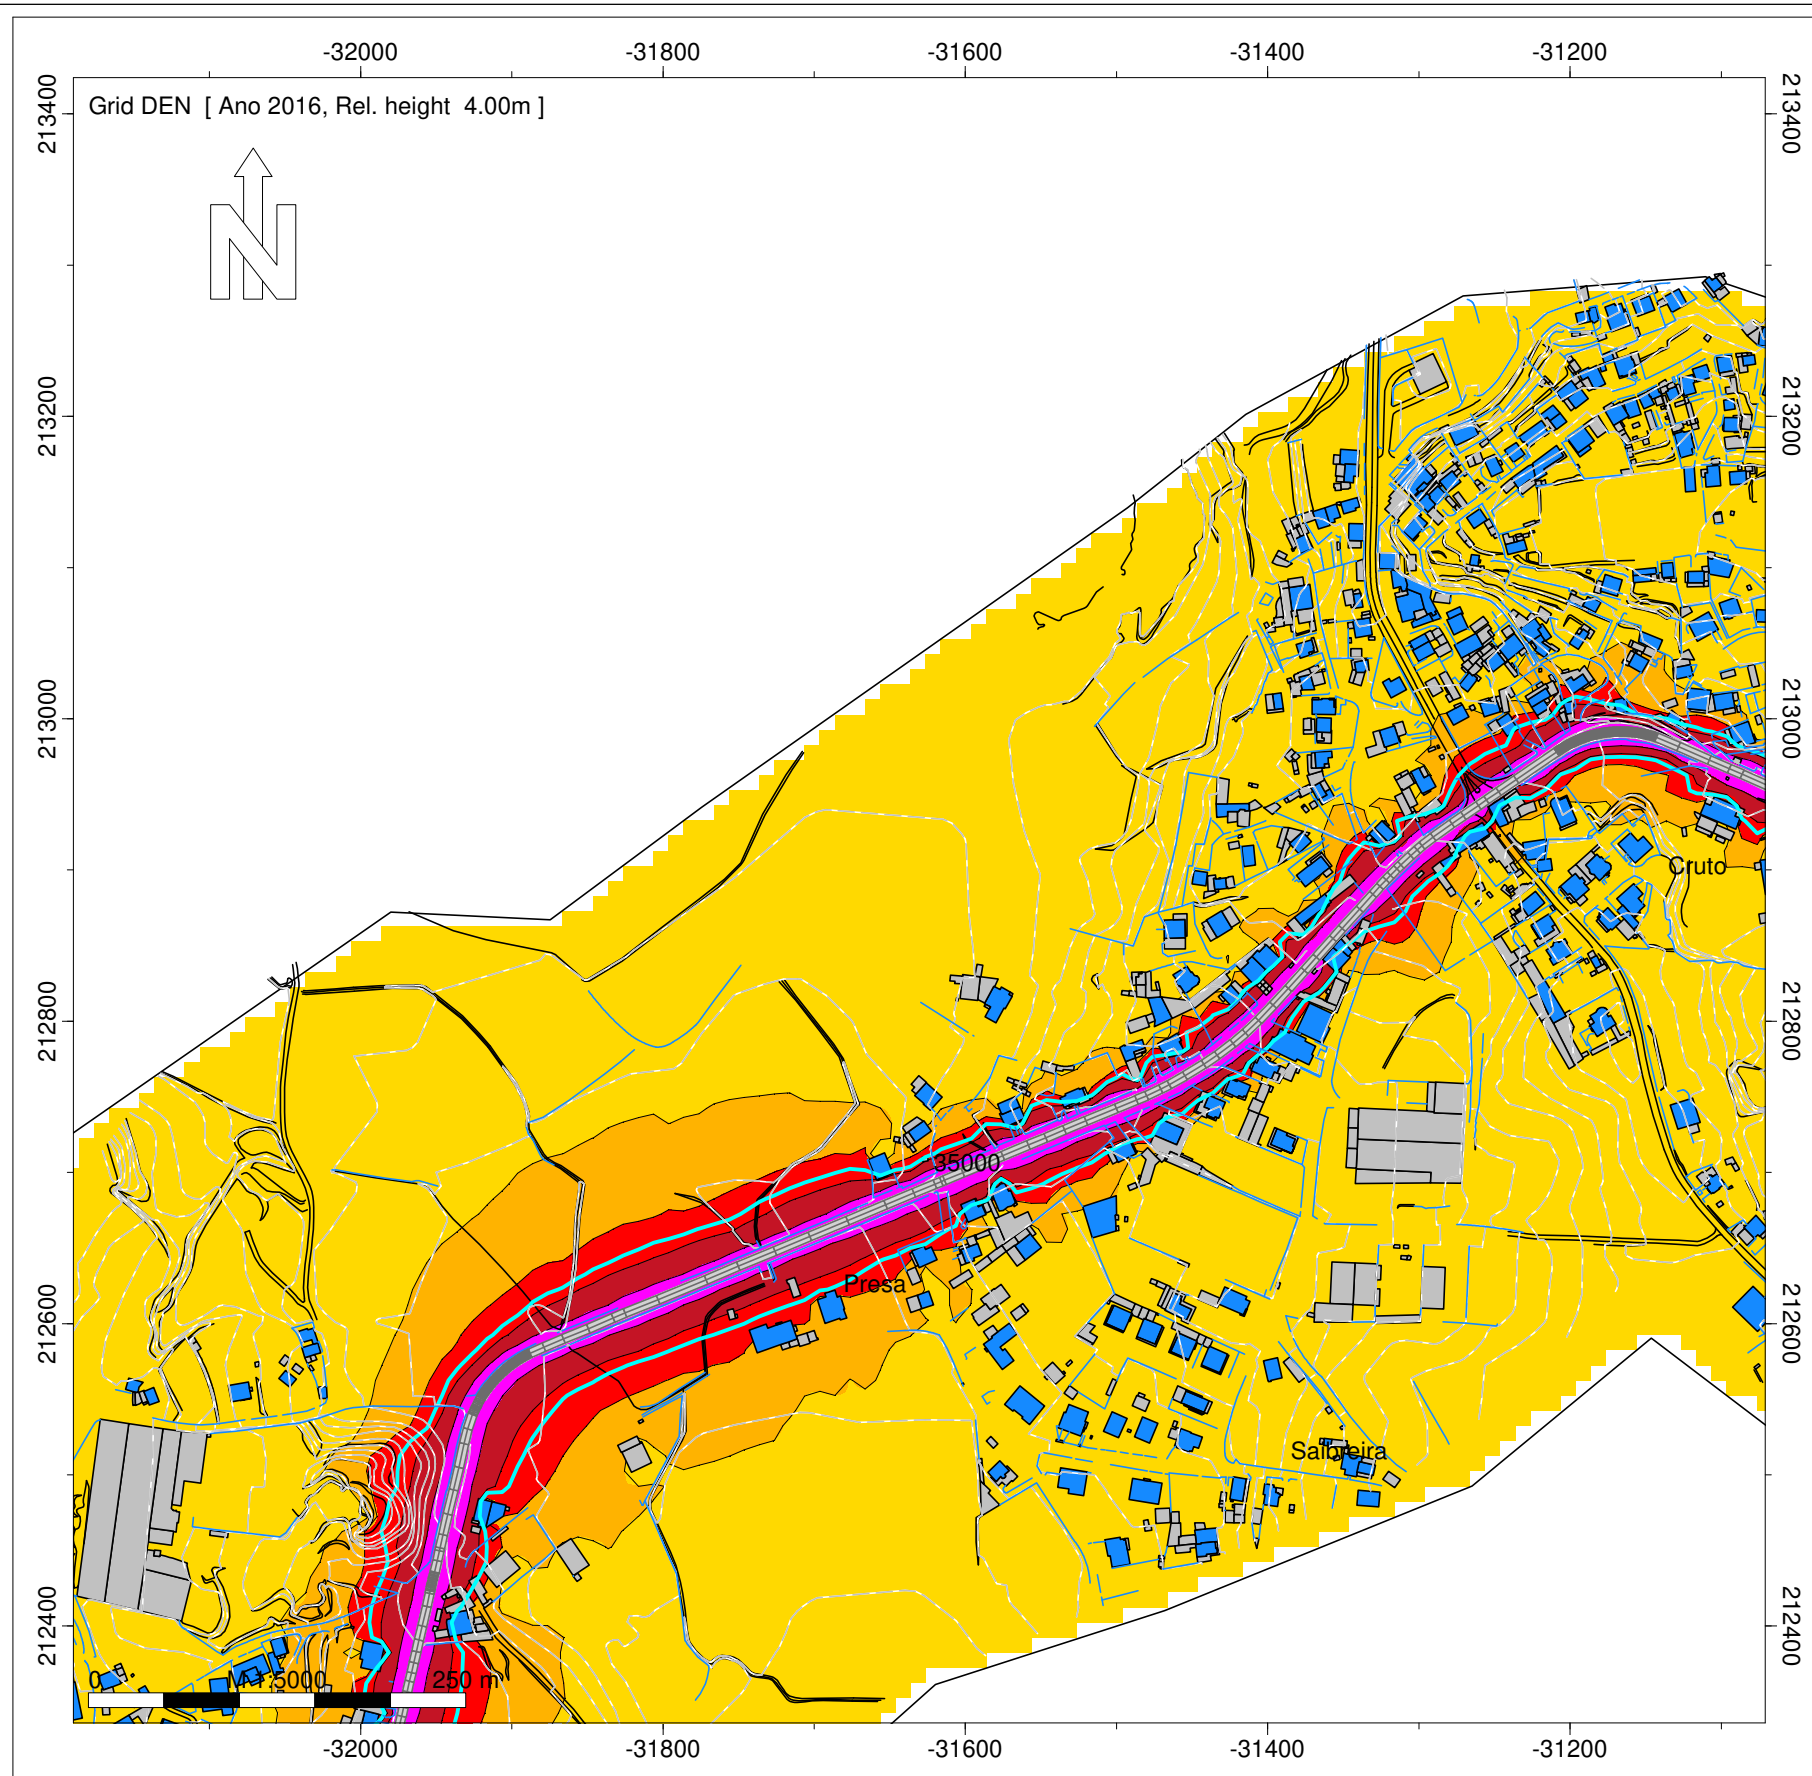 -32000 -31800 -31600 -31400 -31200
213400 213400
Grid DEN [ Ano 2016, Rel. height 4.00m ]
N
213200 213200
213000 213000
Cruto
212800 212800
35000
Presa
212600 212600
Saibreira
212400 212400
0 M 1:5000 250 m
-32000 -31800 -31600 -31400 -31200